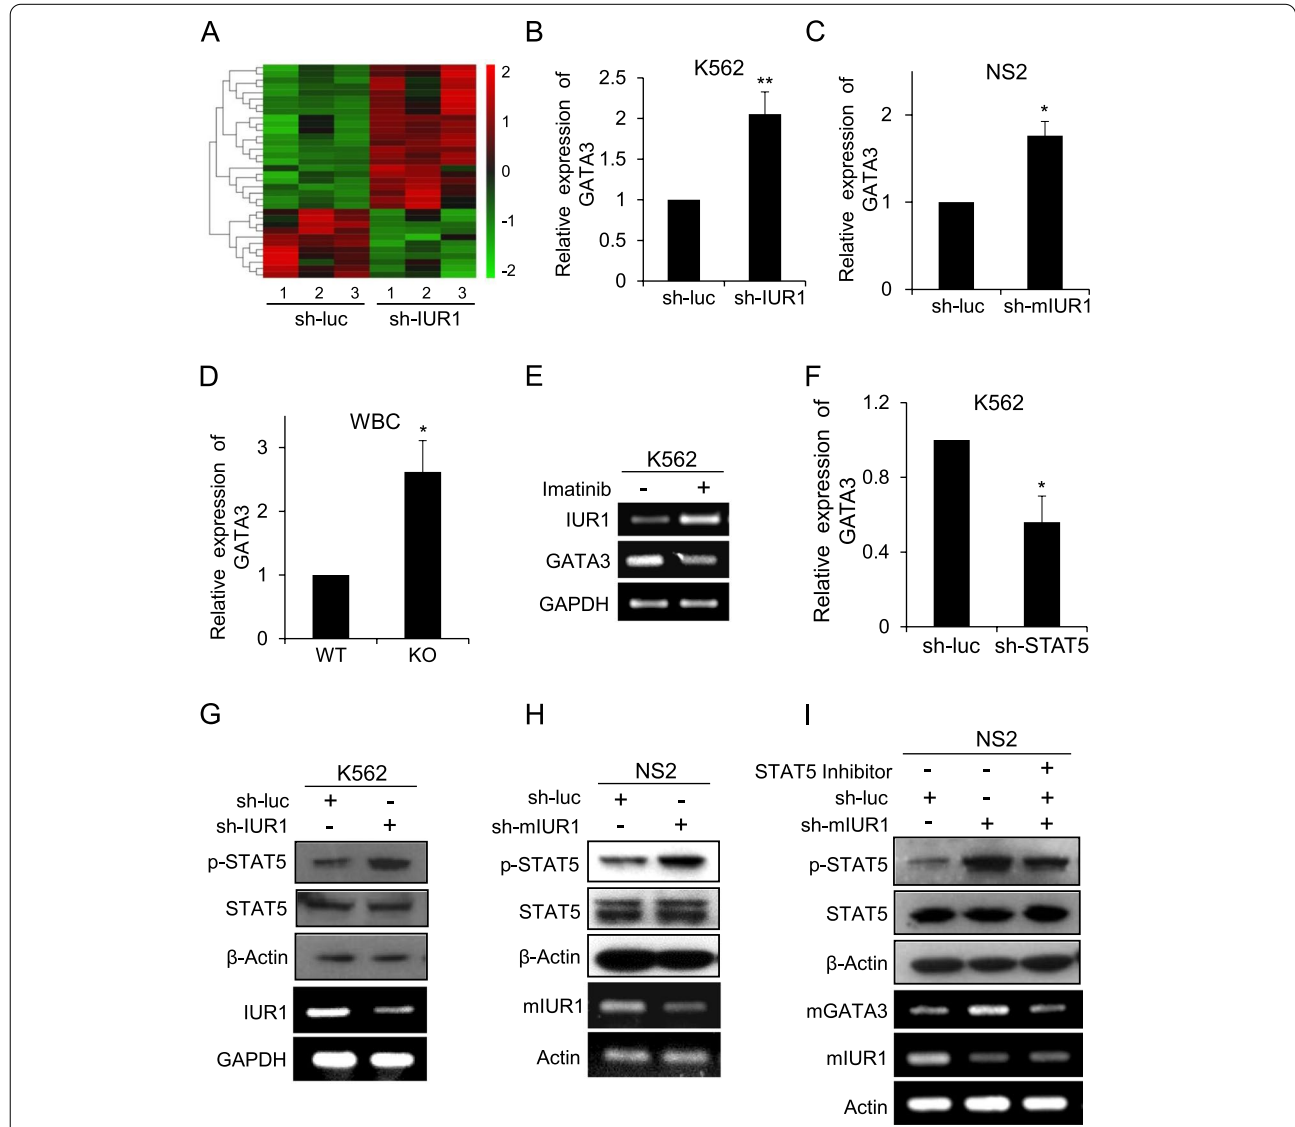 A
2
1
0
-1
-2
1 2 3 1 2 3
sh-luc sh-IUR1
B
K562
Relative expression of
GATA3
2.5
2
1.5
1
0.5
0
**
sh-luc sh-IUR1
C
NS2
Relative expression of
GATA3
2
1
0
*
sh-luc sh-mIUR1
D
WBC
Relative expression of
GATA3
3
2
1
0
*
WT KO
E
K562
Imatinib - +
IUR1
GATA3
GAPDH
F
K562
Relative expression of
GATA3
1.2
0.8
0.4
0
*
sh-luc sh-STAT5
G
K562
sh-luc + -
sh-IUR1 - +
p-STAT5
STAT5
β-Actin
IUR1
GAPDH
H
NS2
sh-luc + -
sh-mIUR1 - +
p-STAT5
STAT5
β-Actin
mIUR1
Actin
I
NS2
STAT5 Inhibitor - - +
sh-luc + - +
sh-mIUR1 - + +
p-STAT5
STAT5
β-Actin
mGATA3
mIUR1
Actin